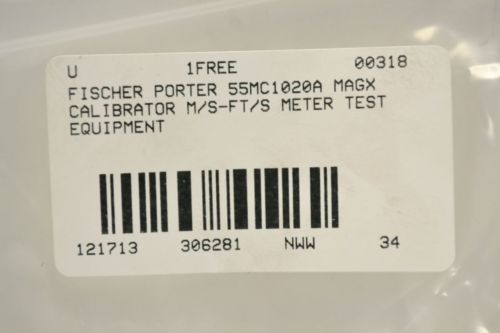 U 1FREE 00318
FISCHER PORTER 55MC1020A MAGX
CALIBRATOR M/S-FT/S METER TEST
EQUIPMENT
121713 306281 NWW 34